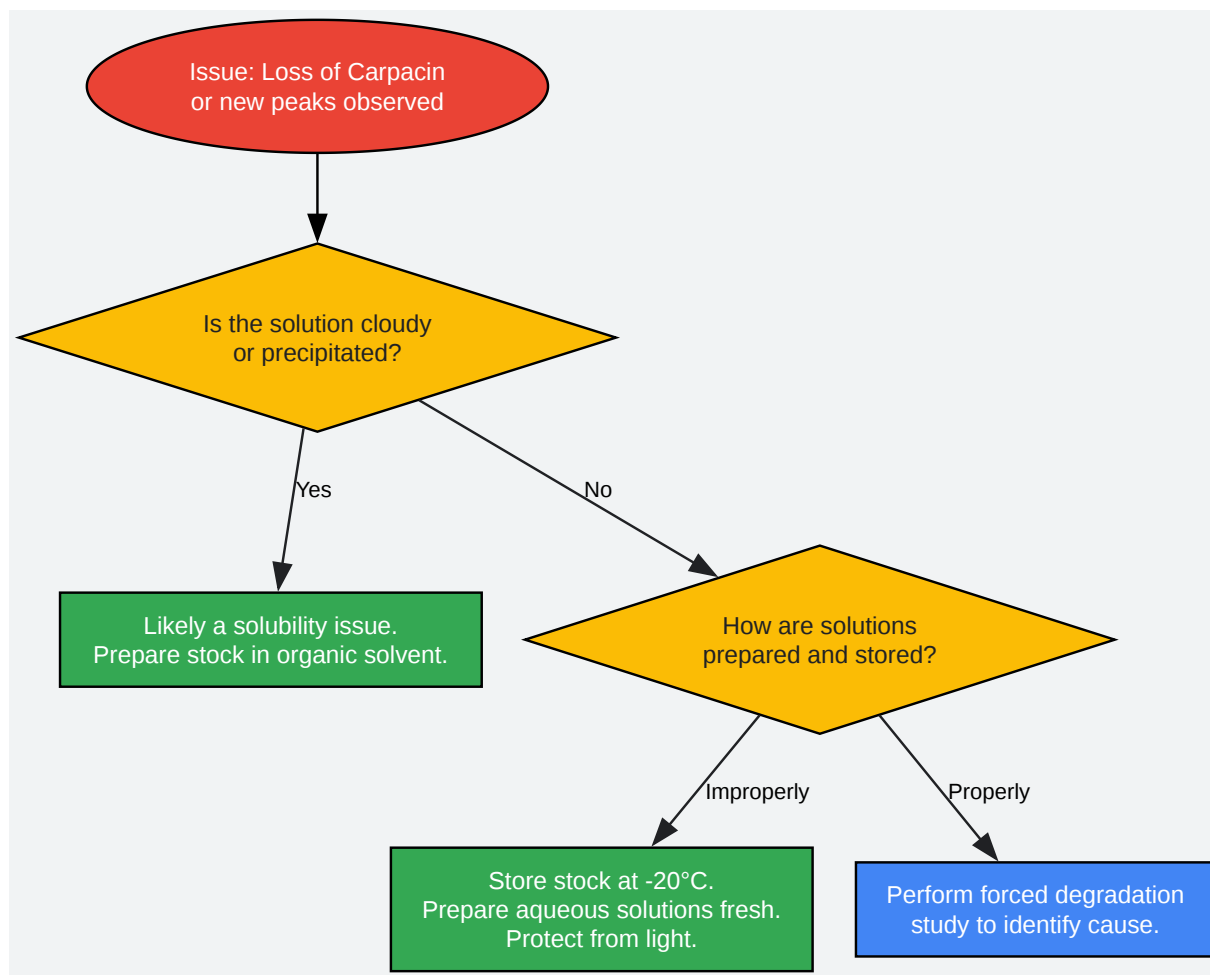 Issue: Loss of Carpacin
or new peaks observed
Is the solution cloudy
or precipitated?
Yes
No
Likely a solubility issue.
Prepare stock in organic solvent.
How are solutions
prepared and stored?
Improperly
Properly
Store stock at -20°C.
Prepare aqueous solutions fresh.
Protect from light.
Perform forced degradation
study to identify cause.